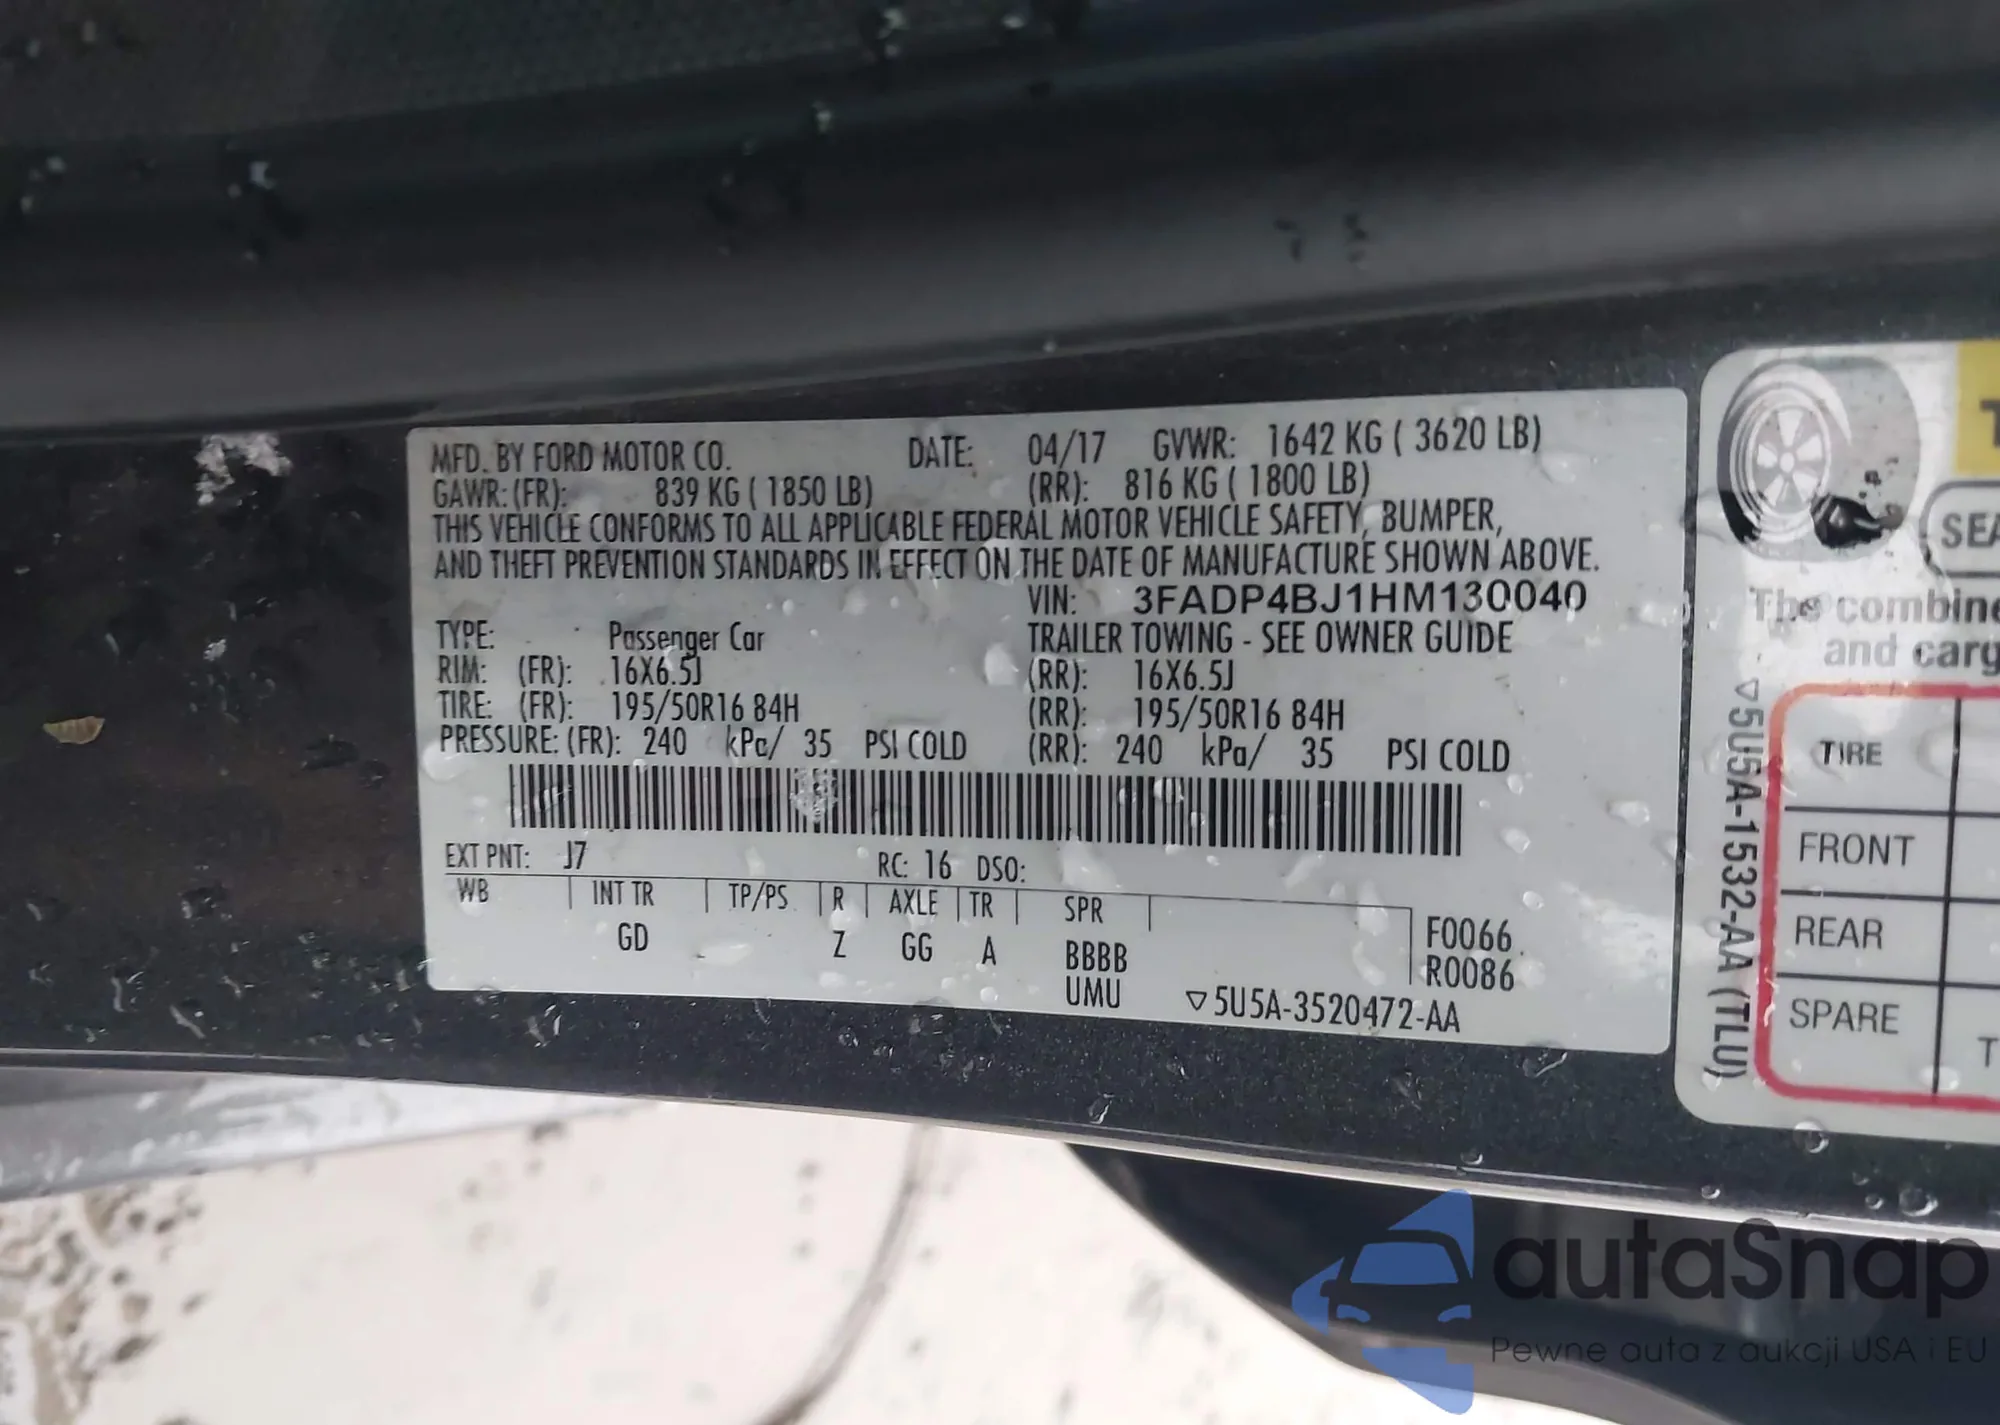 MFD. BY FORD MOTOR CO. DATE: 04/17 GVWR: 1642 KG ( 3620 LB)
GAWR: (FR): 839 KG ( 1850 LB) (RR): 816 KG ( 1800 LB)
THIS VEHICLE CONFORMS TO ALL APPLICABLE FEDERAL MOTOR VEHICLE SAFETY, BUMPER,
AND THEFT PREVENTION STANDARDS IN EFFECT ON THE DATE OF MANUFACTURE SHOWN ABOVE.
VIN: 3FADP4BJ1HM130040
TYPE: Passenger Car TRAILER TOWING - SEE OWNER GUIDE
RIM: (FR): 16X6.5J (RR): 16X6.5J
TIRE: (FR): 195/50R16 84H (RR): 195/50R16 84H
PRESSURE: (FR): 240 kPa/ 35 PSI COLD (RR): 240 kPa/ 35 PSI COLD
EXT PNT: J7 RC: 16 DSO:
WB INT TR TP/PS R AXLE TR SPR
GD Z GG A BBBB
UMU
F0066
R0086
▽5U5A-3520472-AA
▽5U5A-1532-AA (TLU)
SEA
The combine
and carg
TIRE
FRONT
REAR
SPARE
T
autaSnap
Pewne auta z aukcji USA i EU